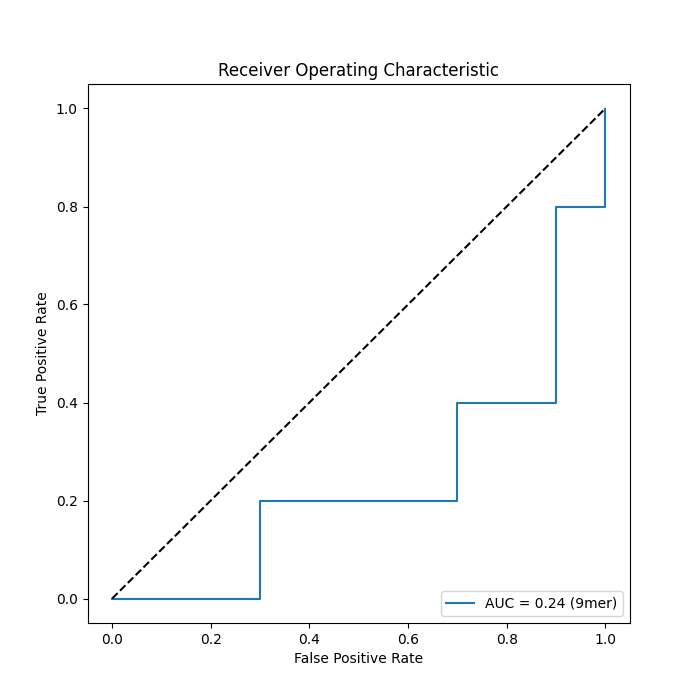 Receiver Operating Characteristic
True Positive Rate
1.0
0.8
0.6
0.4
0.2
0.0
AUC = 0.24 (9mer)
0.0 0.2 0.4 0.6 0.8 1.0
False Positive Rate